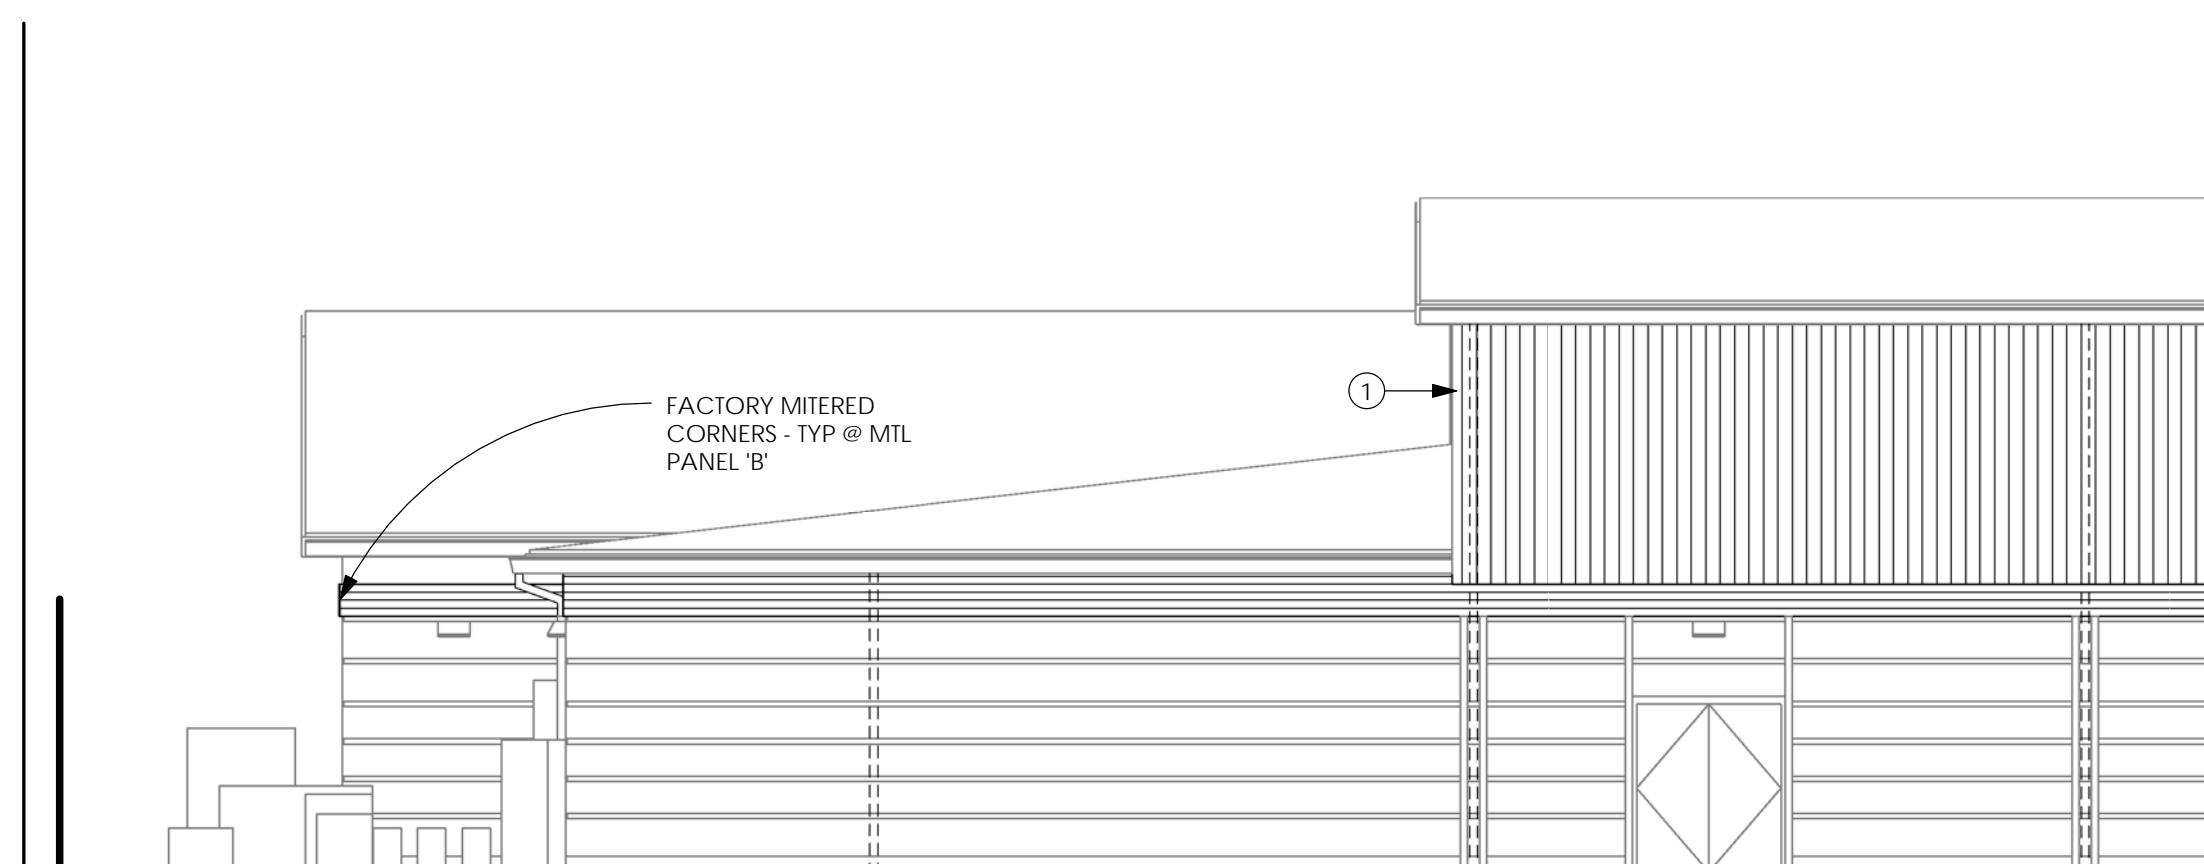 FACTORY MITERED
CORNERS - TYP @ MTL
PANEL 'B'
1